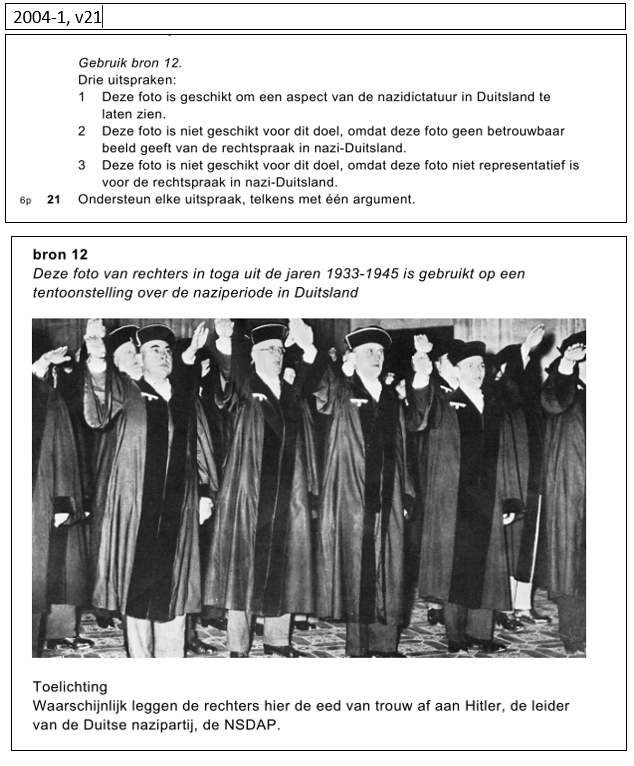 2004-1, v21
Gebruik bron 12.
Drie uitspraken:
1 Deze foto is geschikt om een aspect van de nazidictatuur in Duitsland te
laten zien.
2 Deze foto is niet geschikt voor dit doel, omdat deze foto geen betrouwbaar
beeld geeft van de rechtspraak in nazi-Duitsland.
3 Deze foto is niet geschikt voor dit doel, omdat deze foto niet representatief is
voor de rechtspraak in nazi-Duitsland.
6p 21 Ondersteun elke uitspraak, telkens met één argument.
bron 12
Deze foto van rechters in toga uit de jaren 1933-1945 is gebruikt op een
tentoonstelling over de naziperiode in Duitsland
Toelichting
Waarschijnlijk leggen de rechters hier de eed van trouw af aan Hitler, de leider
van de Duitse nazipartij, de NSDAP.